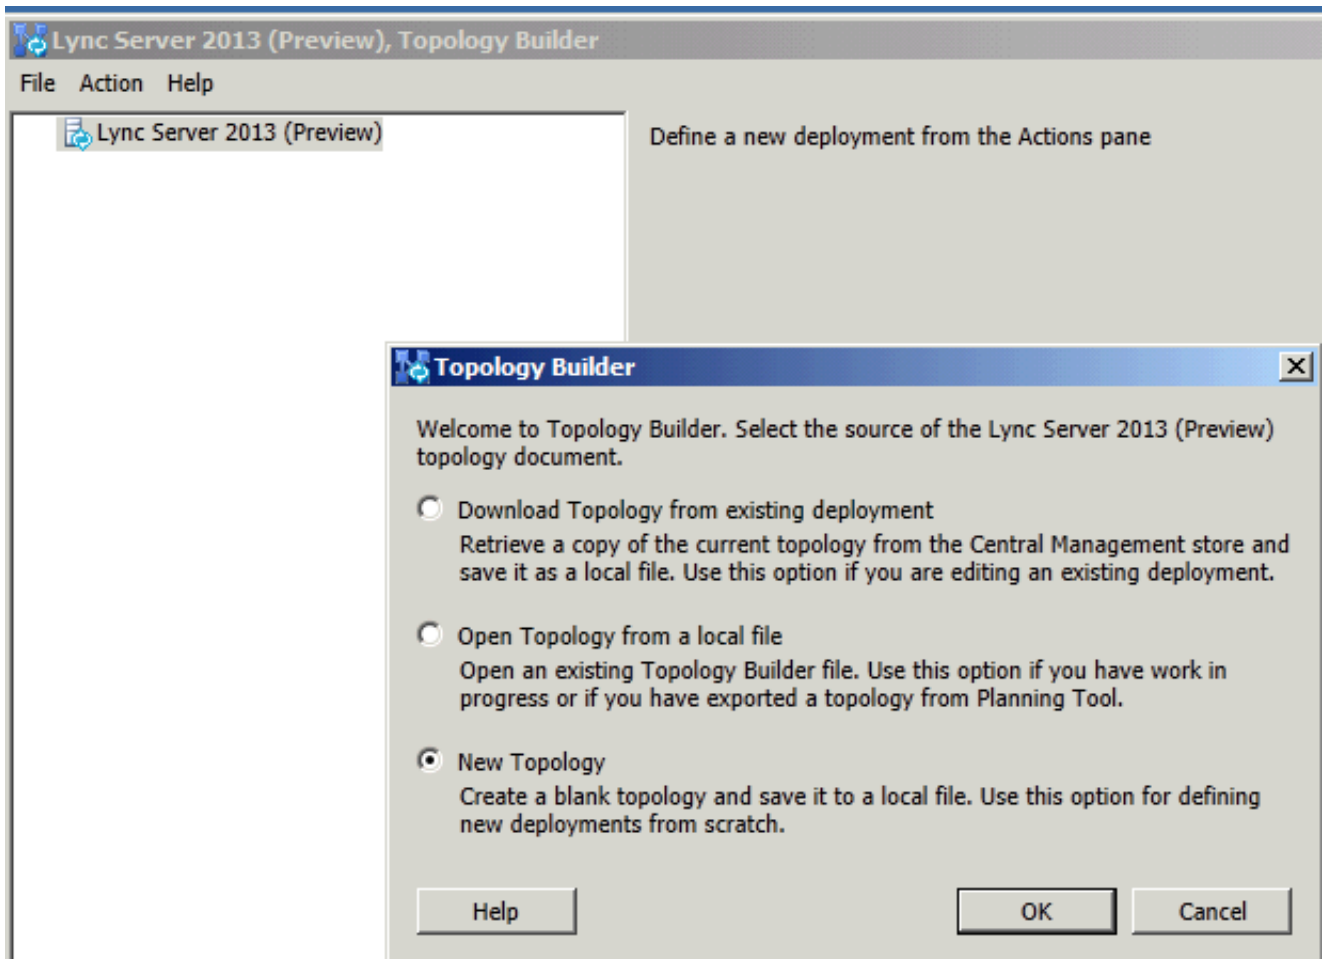 Lync Server 2013 (Preview), Topology Builder
File Action Help
Lync Server 2013 (Preview)
Define a new deployment from the Actions pane
Topology Builder
Welcome to Topology Builder. Select the source of the Lync Server 2013 (Preview)
topology document.
Download Topology from existing deployment
Retrieve a copy of the current topology from the Central Management store and
save it as a local file. Use this option if you are editing an existing deployment.
Open Topology from a local file
Open an existing Topology Builder file. Use this option if you have work in
progress or if you have exported a topology from Planning Tool.
New Topology
Create a blank topology and save it to a local file. Use this option for defining
new deployments from scratch.
Help OK Cancel